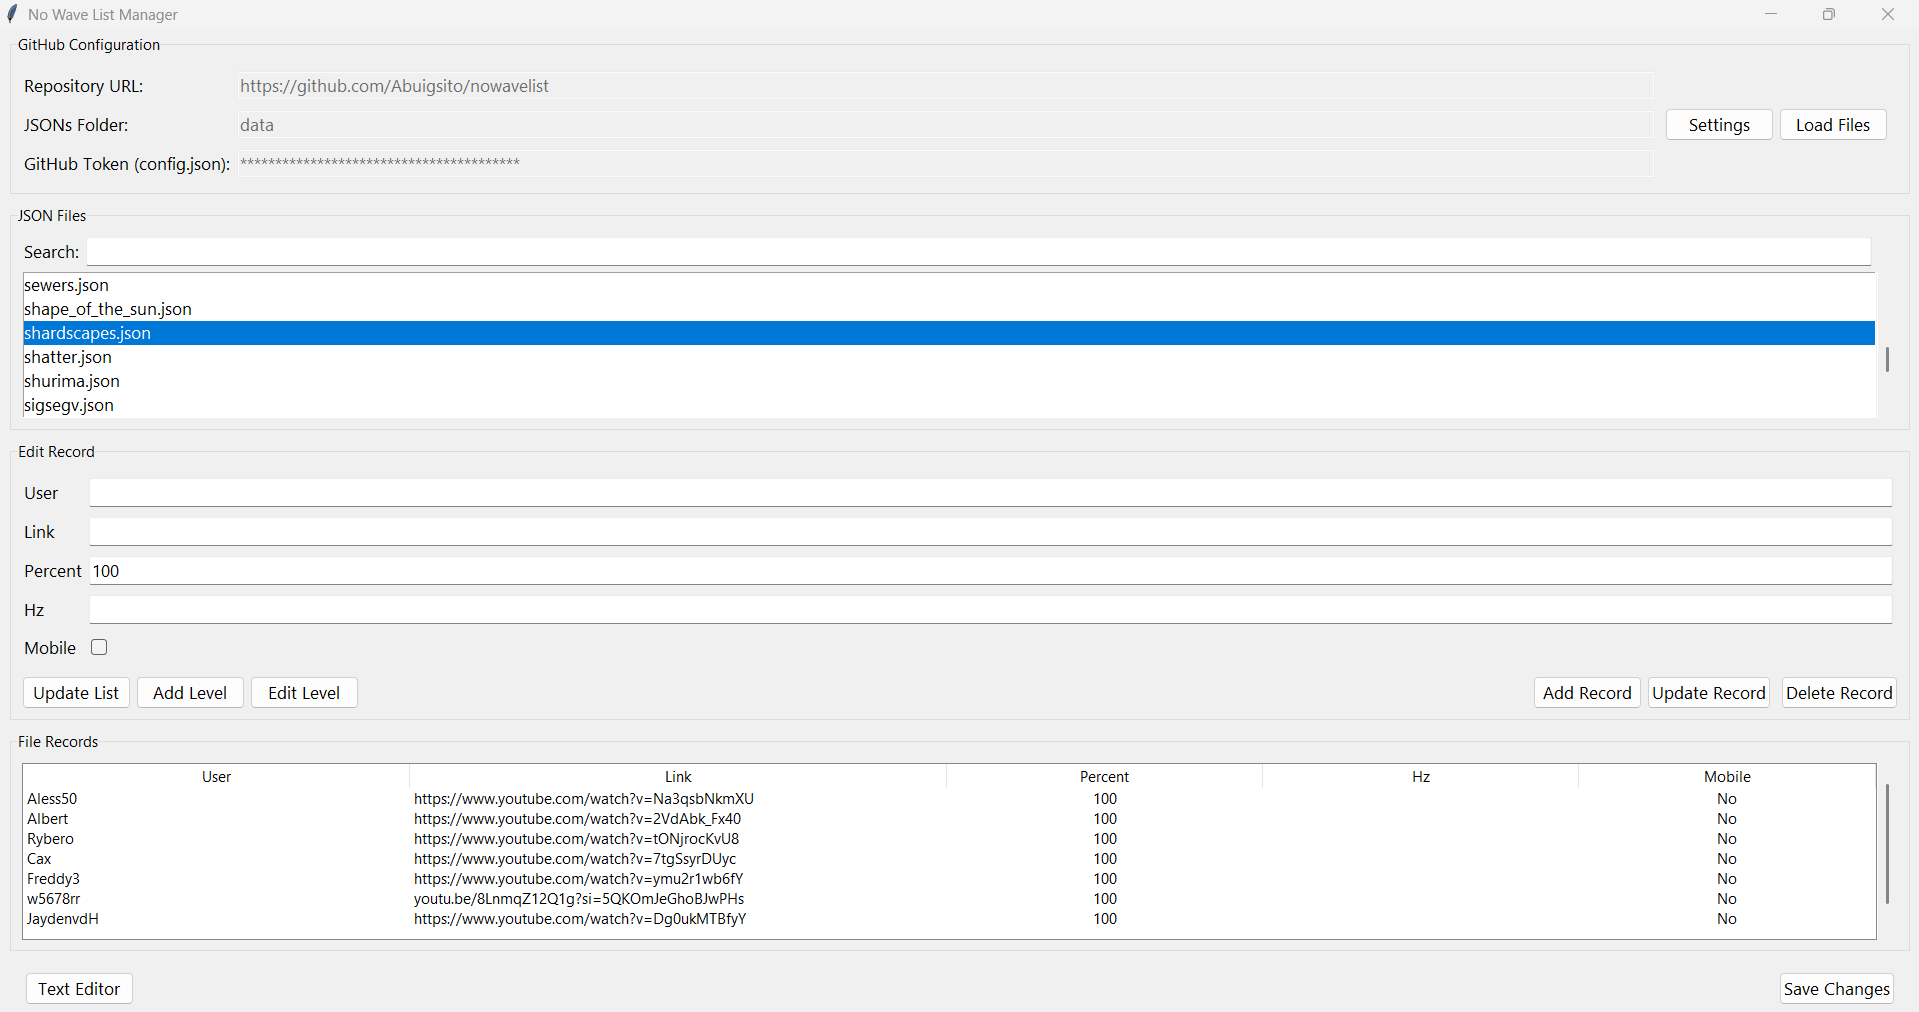 No Wave List Manager
GitHub Configuration
Repository URL: https://github.com/Abuigsito/nowavelist
JSONs Folder: data Settings Load Files
GitHub Token (config.json): ****************************************
JSON Files
Search:
sewers.json
shape_of_the_sun.json
shardscapes.json
shatter.json
shurima.json
sigsegv.json
Edit Record
User
Link
Percent 100
Hz
Mobile
Update List Add Level Edit Level Add Record Update Record Delete Record
File Records
User Link Percent Hz Mobile
Aless50 https://www.youtube.com/watch?v=Na3qsbNkmXU 100 No
Albert https://www.youtube.com/watch?v=2VdAbk_Fx40 100 No
Rybero https://www.youtube.com/watch?v=tONjrocKvU8 100 No
Cax https://www.youtube.com/watch?v=7tgSsyrDUyc 100 No
Freddy3 https://www.youtube.com/watch?v=ymu2r1wb6fY 100 No
w5678rr youtu.be/8LnmqZ12Q1g?si=5QKOmJeGhoBJwPHs 100 No
JaydenvdH https://www.youtube.com/watch?v=Dg0ukMTBfyY 100 No
Text Editor Save Changes